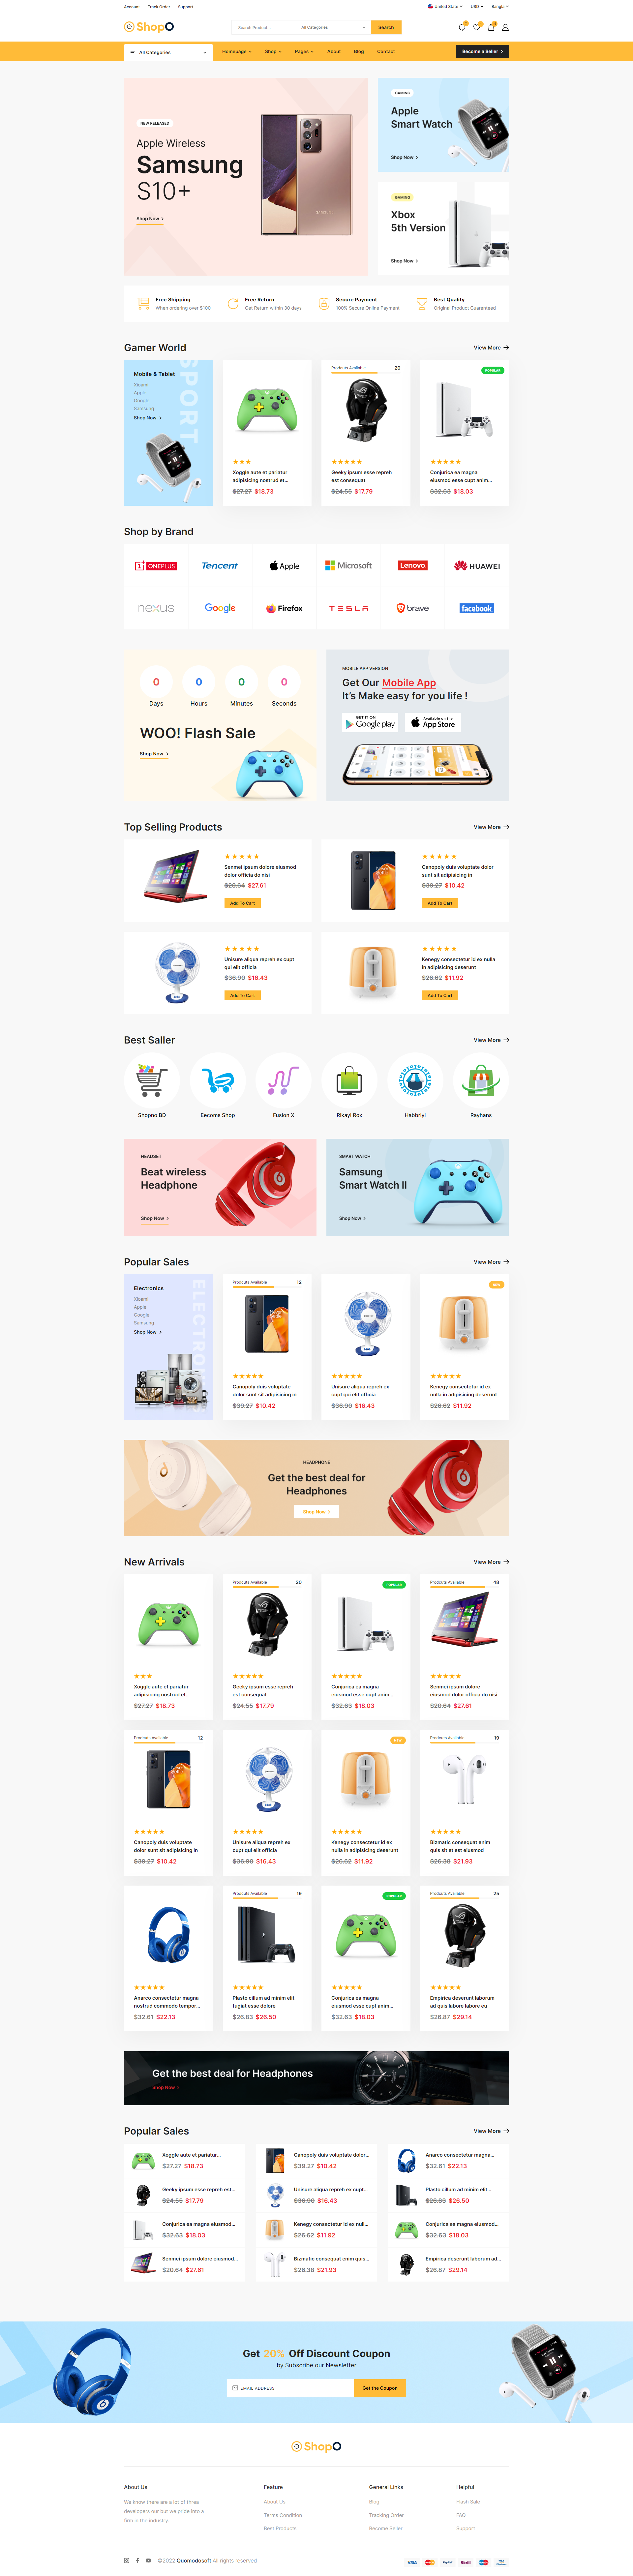 Account Track Order Support
United State USD Bangla
ShopO
Search Product... All Categories Search
All Categories Homepage Shop Pages About Blog Contact Become a Seller
NEW RELEASED
Apple Wireless
Samsung
S10+
Shop Now
GAMING
Apple
Smart Watch
Shop Now
GAMING
Xbox
5th Version
Shop Now
Free Shipping
When ordering over $100
Free Return
Get Return within 30 days
Secure Payment
100% Secure Online Payment
Best Quality
Original Product Guarenteed
Gamer World
View More
Mobile & Tablet
Xioami
Apple
Google
Samsung
Shop Now
SPORT
Xoggle aute et pariatur
adipisicing nostrud et...
$27.27 $18.73
Prodcuts Available 20
Geeky ipsum esse repreh
est consequat
$24.55 $17.79
POPULAR
Conjurica ea magna
eiusmod esse cupt anim...
$32.63 $18.03
Shop by Brand
1+ ONEPLUS
Tencent
Apple
Microsoft
Lenovo
HUAWEI
nexus
Google
Firefox
TESLA
brave
facebook
0 0 0 0
Days Hours Minutes Seconds
WOO! Flash Sale
Shop Now
MOBILE APP VERSION
Get Our Mobile App
It's Make easy for you life !
GET IT ON
Google play
Available on the
App Store
Top Selling Products
View More
Senmei ipsum dolore eiusmod
dolor officia do nisi
$20.64 $27.61
Add To Cart
Canopoly duis voluptate dolor
sunt sit adipisicing in
$39.27 $10.42
Add To Cart
Unisure aliqua repreh ex cupt
qui elit officia
$36.90 $16.43
Add To Cart
Kenegy consectetur id ex nulla
in adipisicing deserunt
$26.62 $11.92
Add To Cart
Best Saller
View More
Shopno BD
Eecoms Shop
Fusion X
Rikayi Rox
Habbriyi
Rayhans
HEADSET
Beat wireless
Headphone
Shop Now
SMART WATCH
Samsung
Smart Watch II
Shop Now
Popular Sales
View More
Electronics
Xioami
Apple
Google
Samsung
Shop Now
ELECTRO
Prodcuts Available 12
Canopoly duis voluptate
dolor sunt sit adipisicing in
$39.27 $10.42
Unisure aliqua repreh ex
cupt qui elit officia
$36.90 $16.43
Kenegy consectetur id ex
nulla in adipisicing deserunt
$26.62 $11.92
HEADPHONE
Get the best deal for
Headphones
Shop Now
New Arrivals
View More
Xoggle aute et pariatur
adipisicing nostrud et...
$27.27 $18.73
Prodcuts Available 20
Geeky ipsum esse repreh
est consequat
$24.55 $17.79
POPULAR
Conjurica ea magna
eiusmod esse cupt anim...
$32.63 $18.03
Prodcuts Available 48
Senmei ipsum dolore
eiusmod dolor officia do nisi
$20.64 $27.61
Prodcuts Available 12
Canopoly duis voluptate
dolor sunt sit adipisicing in
$39.27 $10.42
Unisure aliqua repreh ex
cupt qui elit officia
$36.90 $16.43
Kenegy consectetur id ex
nulla in adipisicing deserunt
$26.62 $11.92
Prodcuts Available 19
Bizmatic consequat enim
quis sit et est eiusmod
$26.38 $21.93
Anarco consectetur magna
nostrud commodo tempor...
$32.61 $22.13
Prodcuts Available 19
Plasto cillum ad minim elit
fugiat esse dolore
$26.83 $26.50
POPULAR
Conjurica ea magna
eiusmod esse cupt anim...
$32.63 $18.03
Prodcuts Available 25
Empirica deserunt laborum
ad quis labore labore eu
$26.87 $29.14
Get the best deal for Headphones
Shop Now
Popular Sales
View More
Xoggle aute et pariatur...
$27.27 $18.73
Geeky ipsum esse repreh est...
$24.55 $17.79
Conjurica ea magna eiusmod...
$32.63 $18.03
Senmei ipsum dolore eiusmod...
$20.64 $27.61
Canopoly duis voluptate dolor...
$39.27 $10.42
Unisure aliqua repreh ex cupt...
$36.90 $16.43
Kenegy consectetur id ex null...
$26.62 $11.92
Bizmatic consequat enim quis...
$26.38 $21.93
Anarco consectetur magna...
$32.61 $22.13
Plasto cillum ad minim elit...
$26.83 $26.50
Conjurica ea magna eiusmod...
$32.63 $18.03
Empirica deserunt laborum ad...
$26.87 $29.14
Get 20% Off Discount Coupon
by Subscribe our Newsletter
EMAIL ADDRESS
Get the Coupon
ShopO
About Us
We know there are a lot of threa
developers our but we pride into a
firm in the industry.
Feature
About Us
Terms Condition
Best Products
General Links
Blog
Tracking Order
Become Seller
Helpful
Flash Sale
FAQ
Support
©2022 Quomodosoft All rights reserved
VISA PayPal Skrill